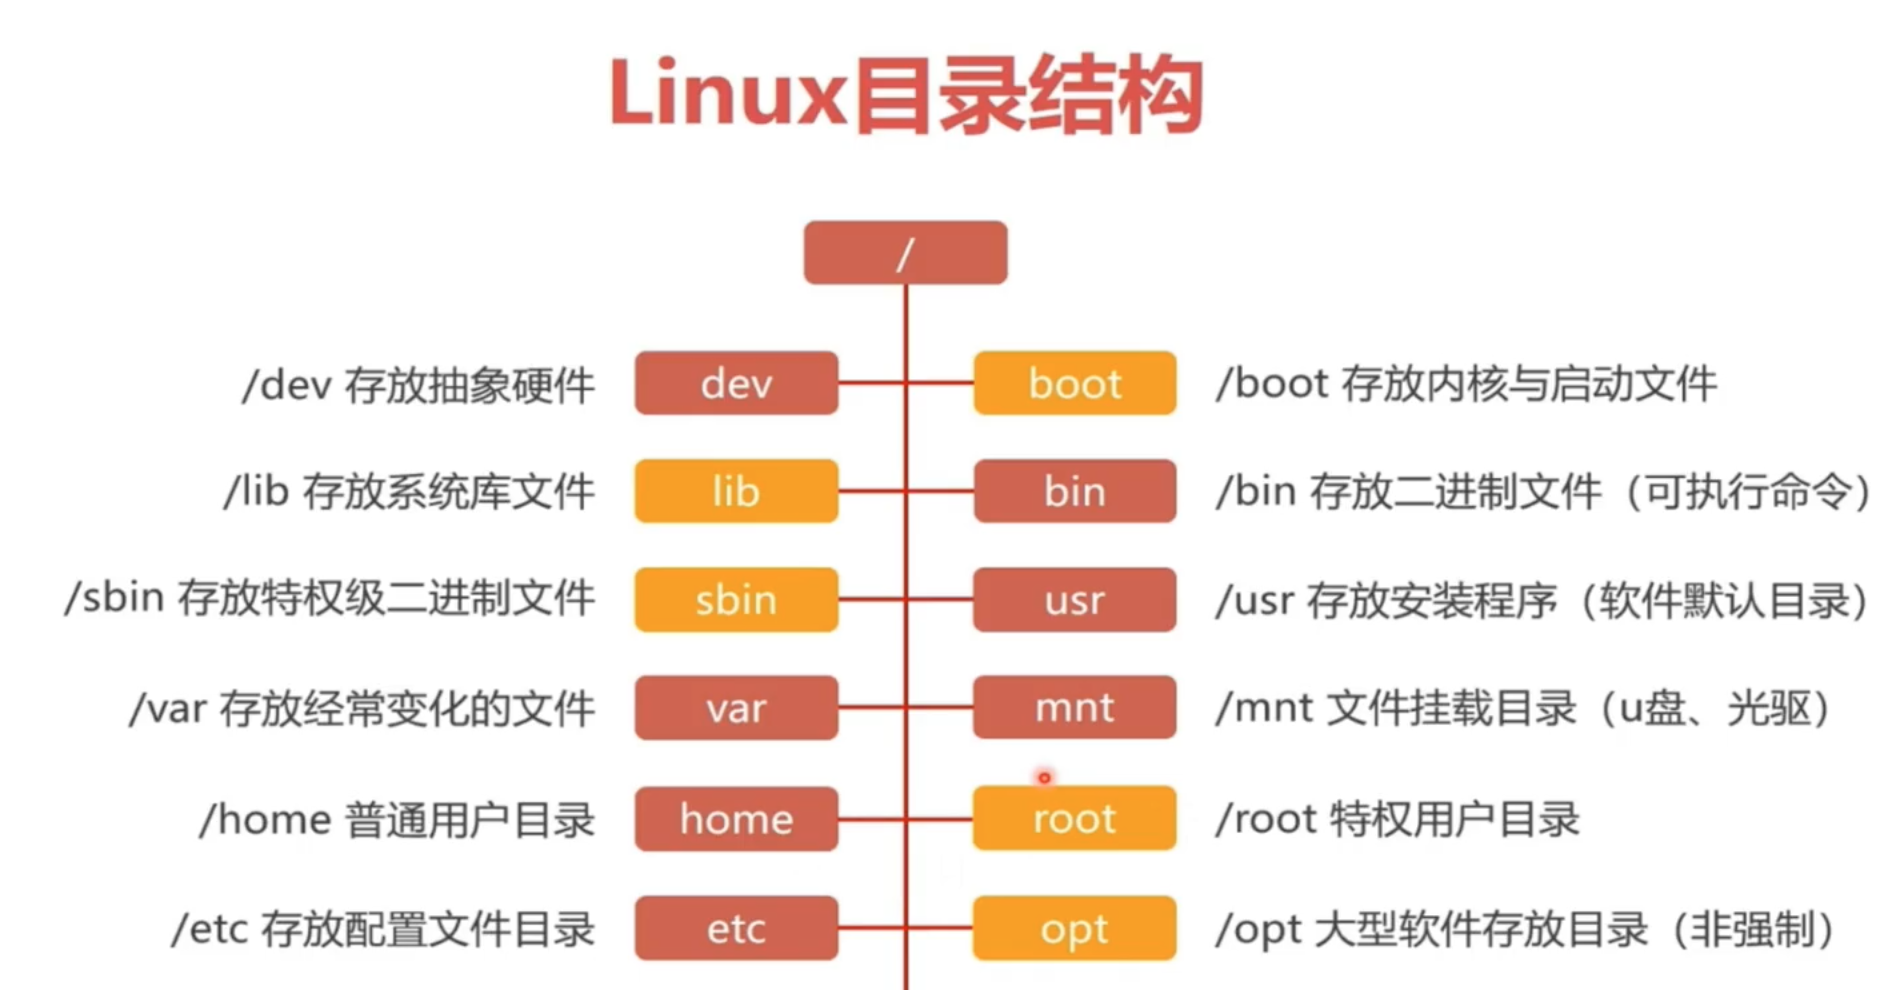 Linux目录结构
/
/dev 存放抽象硬件 dev boot /boot 存放内核与启动文件
/lib 存放系统库文件 lib bin /bin 存放二进制文件（可执行命令）
/sbin 存放特权级二进制文件 sbin usr /usr 存放安装程序（软件默认目录）
/var 存放经常变化的文件 var mnt /mnt 文件挂载目录（u盘、光驱）
/home 普通用户目录 home root /root 特权用户目录
/etc 存放配置文件目录 etc opt /opt 大型软件存放目录（非强制）